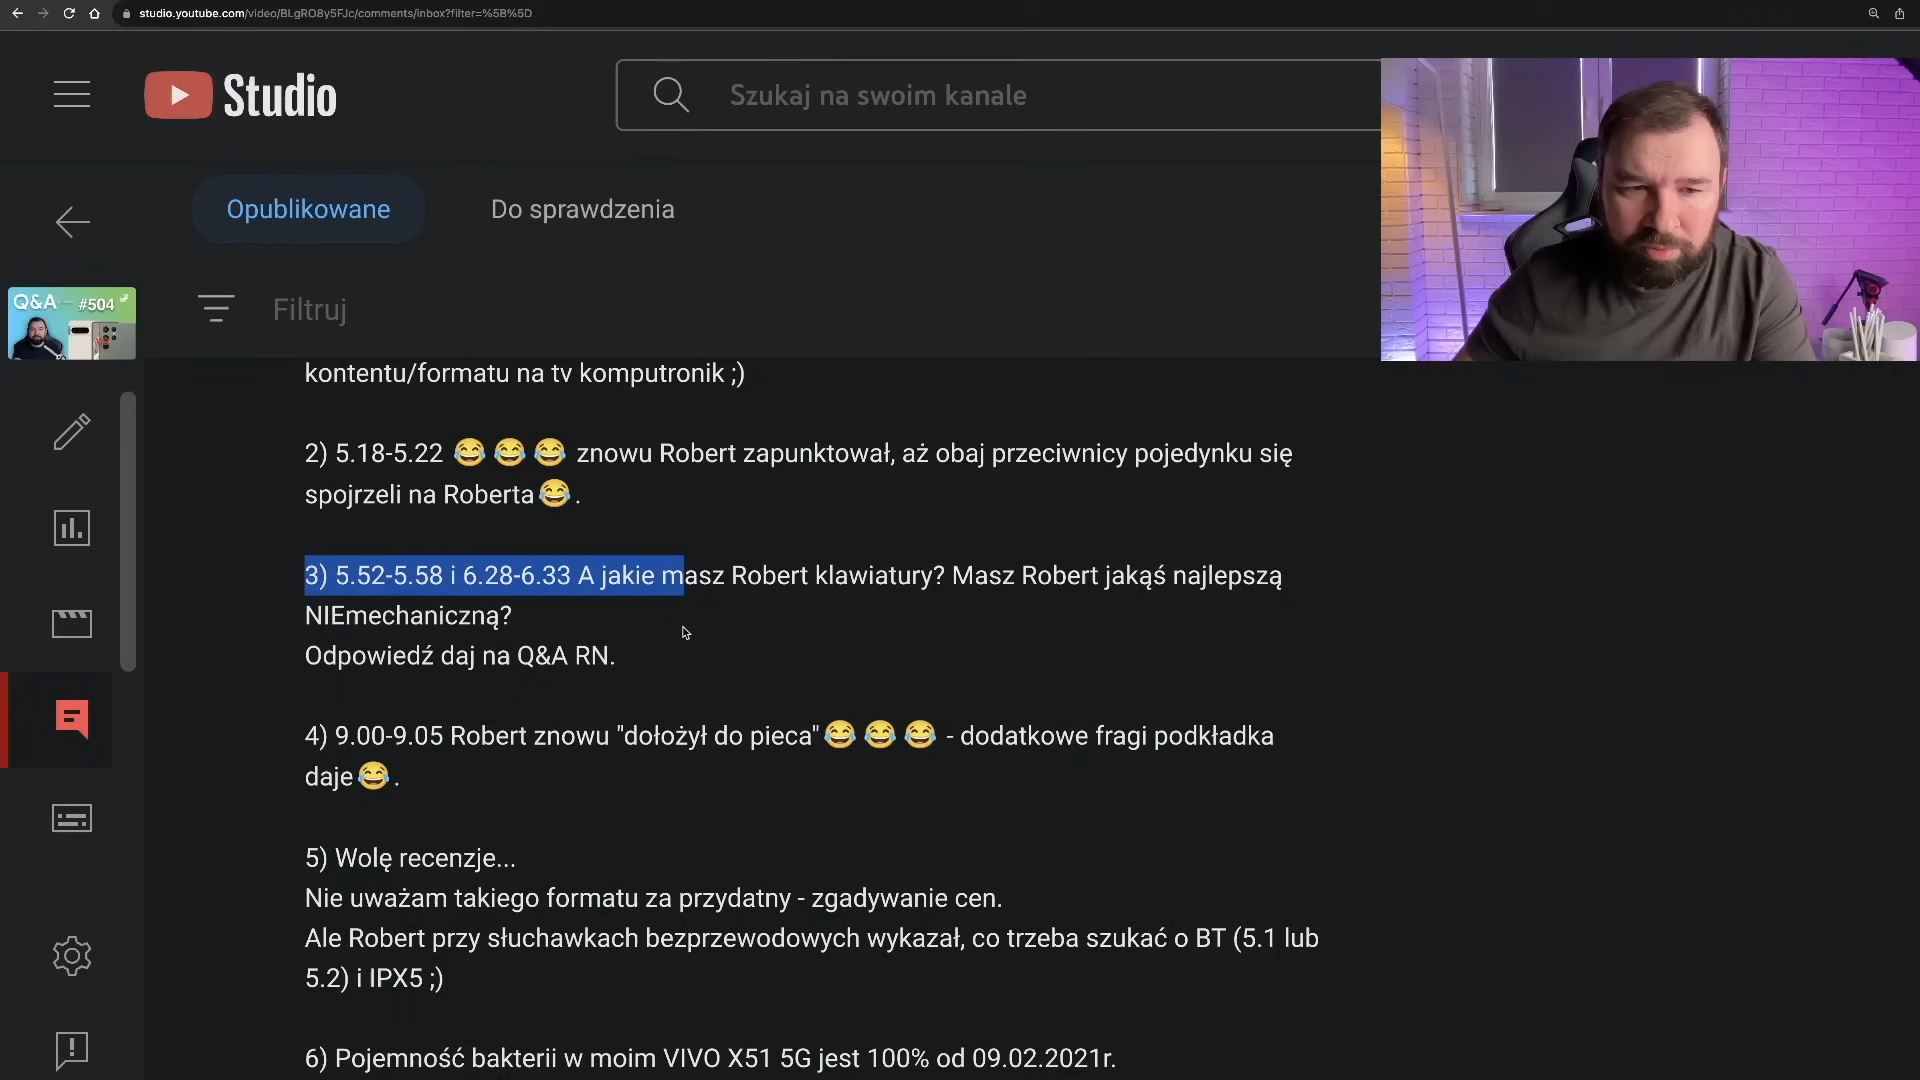 studio.youtube.com/video/BLgRO8y5FJc/comments/inbox?filter=%5B%5D
Studio
Szukaj na swoim kanale
Opublikowane
Do sprawdzenia
Q&A
#504
Filtruj
kontentu/formatu na tv komputronik ;)
2) 5.18-5.22 😂😂😂 znowu Robert zapunktował, aż obaj przeciwnicy pojedynku się
spojrzeli na Roberta😂.
3) 5.52-5.58 i 6.28-6.33 A jakie masz Robert klawiatury? Masz Robert jakąś najlepszą
NIEmechaniczną?
Odpowiedź daj na Q&A RN.
4) 9.00-9.05 Robert znowu "dołożył do pieca"😂😂😂 - dodatkowe fragi podkładka
daje😂.
5) Wolę recenzje...
Nie uważam takiego formatu za przydatny - zgadywanie cen.
Ale Robert przy słuchawkach bezprzewodowych wykazał, co trzeba szukać o BT (5.1 lub
5.2) i IPX5 ;)
6) Pojemność bakterii w moim VIVO X51 5G jest 100% od 09.02.2021r.